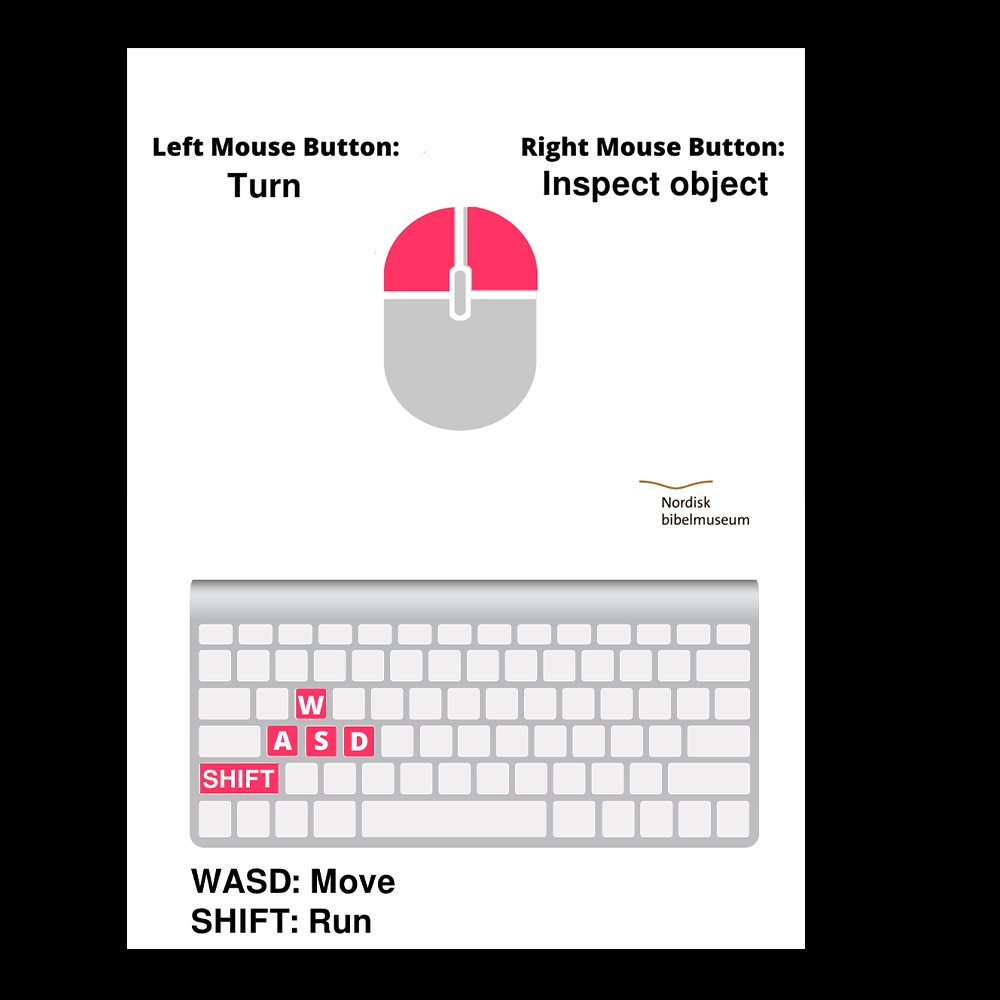 Left Mouse Button:
Turn
Right Mouse Button:
Inspect object
Nordisk
bibelmuseum
W
A S D
SHIFT
WASD: Move
SHIFT: Run